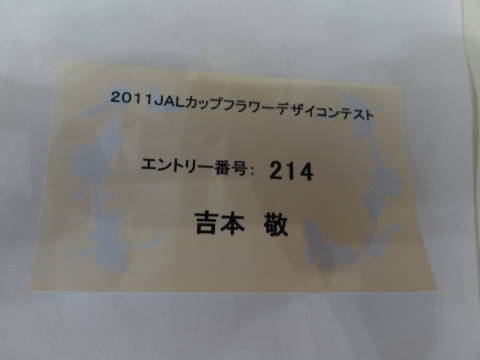 ２０１１ＪＡＬカップフラワーデザイコンテスト
エントリー番号： 214
吉本　敬